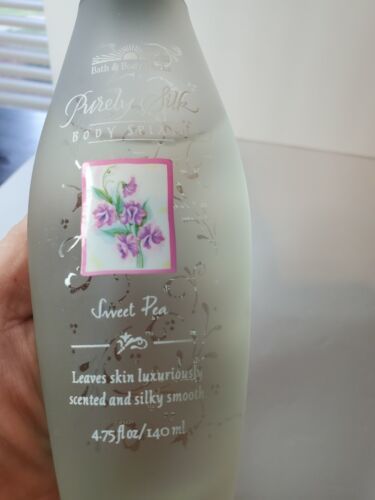 Bath & Body Works
Purely Silk
BODY SPLASH
Sweet Pea
Leaves skin luxuriously
scented and silky smooth
4.75 fl oz/140 ml